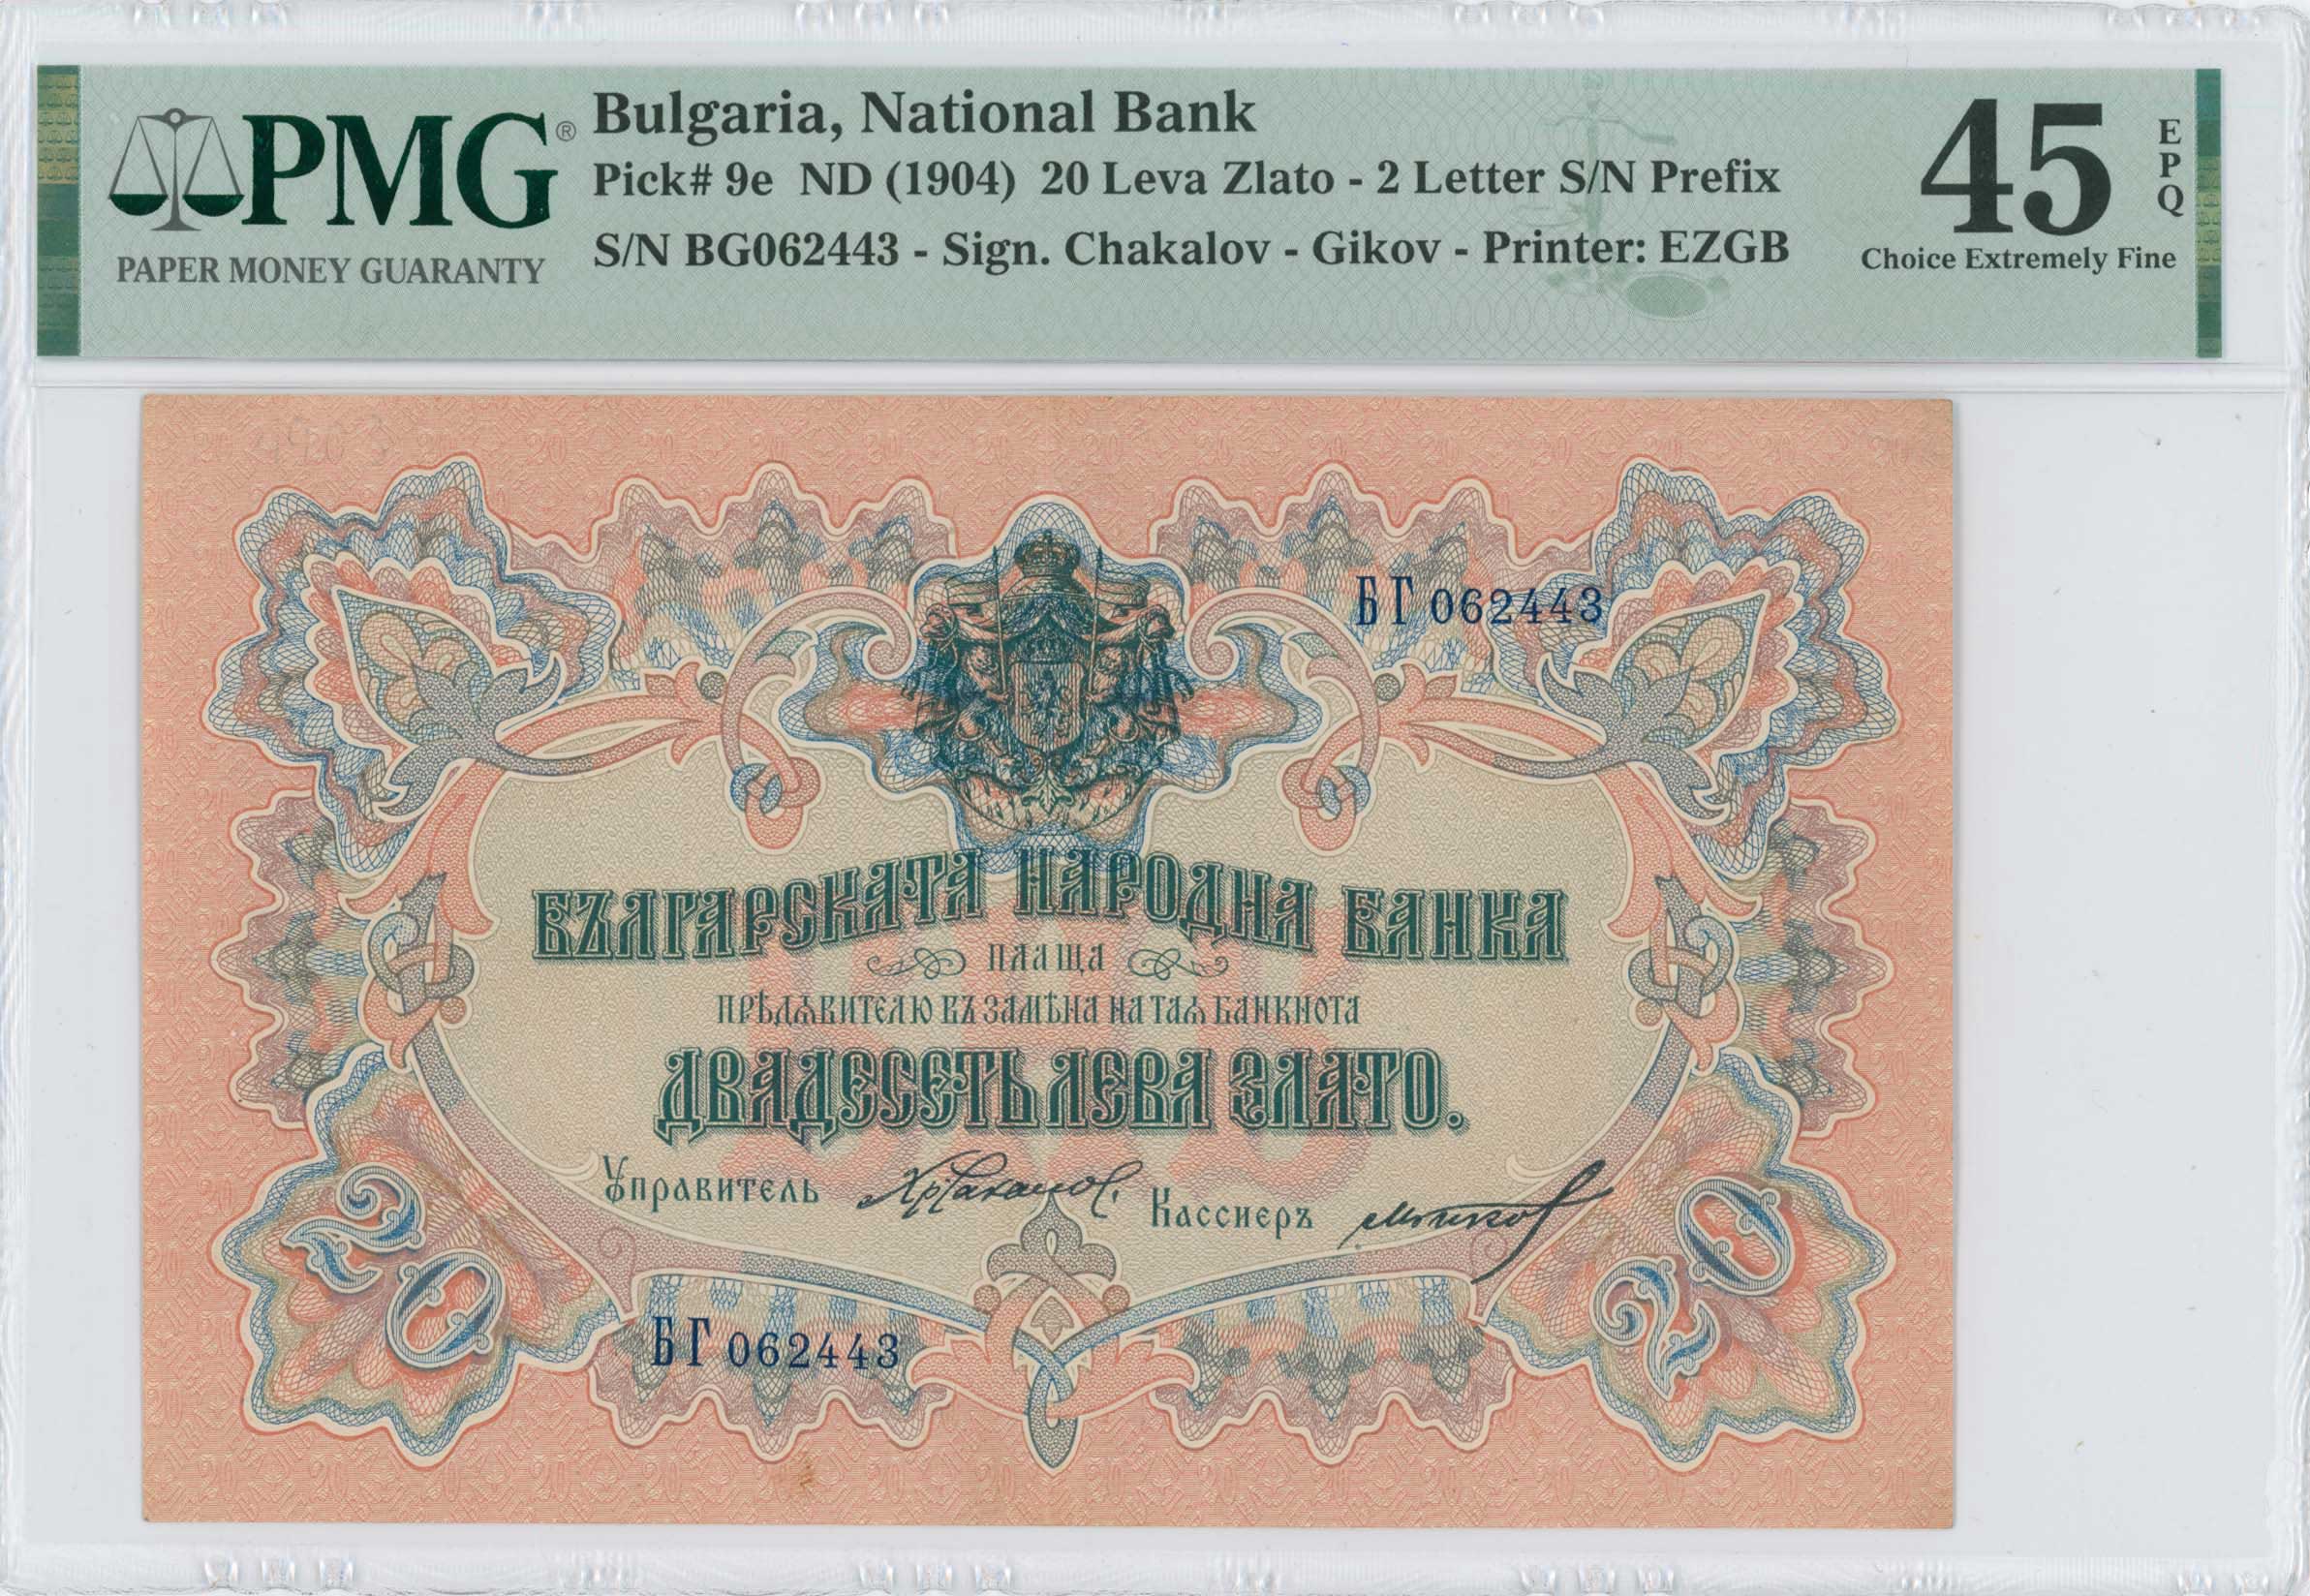 PMG®
PAPER MONEY GUARANTY
Bulgaria, National Bank
Pick# 9e ND (1904) 20 Leva Zlato - 2 Letter S/N Prefix
S/N BG062443 - Sign. Chakalov - Gikov - Printer: EZGB
45
EPQ
Choice Extremely Fine
БГ 062443
БЪЛГАРСКАТА НАРОДНА БАНКА
ПЛАЩА
ПРѢДѪВИТЕЛЮ ВЪ ЗАМѢНА НА ТАѪ БАНКНОТА
ДВАДЕСЕТЬ ЛЕВА ЗЛАТО.
Управитель
Кассиеръ
20
20
БГ 062443